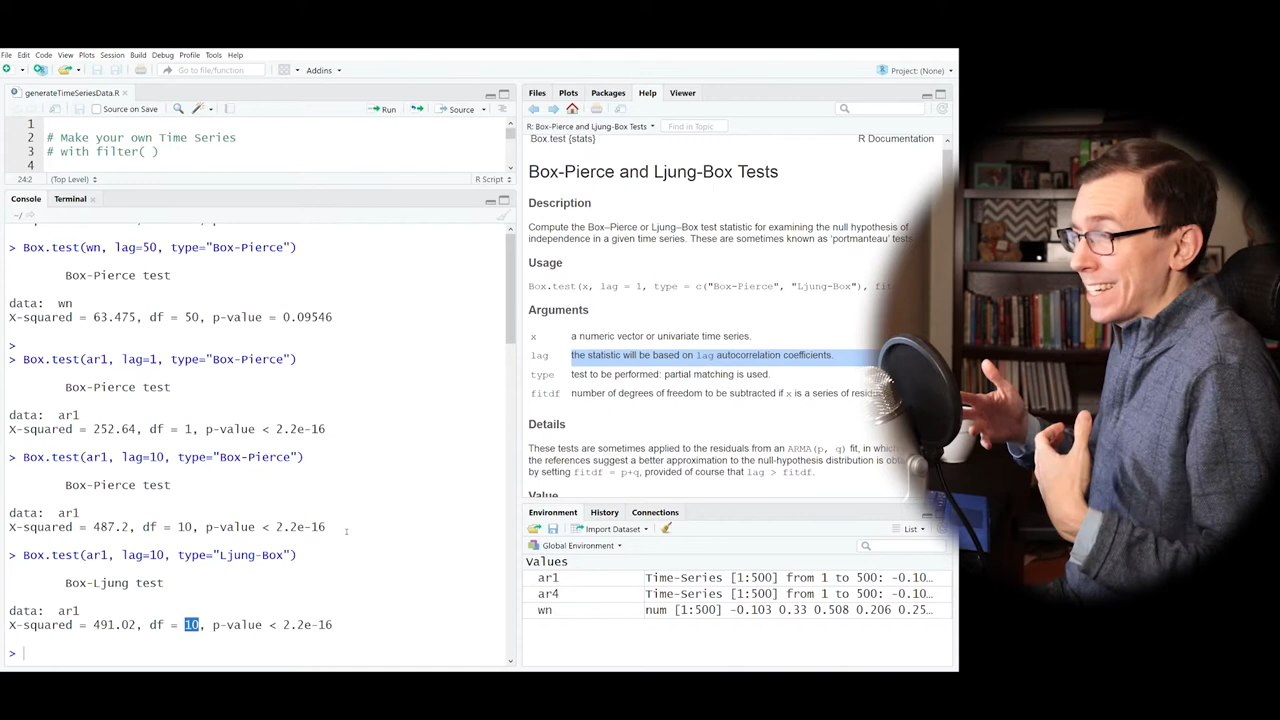 File Edit Code View Plots Session Build Debug Profile Tools Help
Go to file/function Addins Project: (None)
generateTimeSeriesData.R
Source on Save Run Source
1
2 # Make your own Time Series
3 # with filter( )
4
24:2 (Top Level) R Script
Console Terminal
~/
> Box.test(wn, lag=50, type="Box-Pierce")
Box-Pierce test
data: wn
X-squared = 63.475, df = 50, p-value = 0.09546
>
> Box.test(ar1, lag=1, type="Box-Pierce")
Box-Pierce test
data: ar1
X-squared = 252.64, df = 1, p-value < 2.2e-16
> Box.test(ar1, lag=10, type="Box-Pierce")
Box-Pierce test
data: ar1
X-squared = 487.2, df = 10, p-value < 2.2e-16
> Box.test(ar1, lag=10, type="Ljung-Box")
Box-Ljung test
data: ar1
X-squared = 491.02, df = 10, p-value < 2.2e-16
>
Files Plots Packages Help Viewer
R: Box-Pierce and Ljung-Box Tests Find in Topic
Box.test {stats} R Documentation
Box-Pierce and Ljung-Box Tests
Description
Compute the Box–Pierce or Ljung–Box test statistic for examining the null hypothesis of
independence in a given time series. These are sometimes known as ‘portmanteau’ tests
Usage
Box.test(x, lag = 1, type = c("Box-Pierce", "Ljung-Box"),
Arguments
x a numeric vector or univariate time series.
lag the statistic will be based on lag autocorrelation coefficients.
type test to be performed: partial matching is used.
fitdf number of degrees of freedom to be subtracted if x is a series of
Details
These tests are sometimes applied to the residuals from an ARMA(p, q) fit, in which
the references suggest a better approximation to the null-hypothesis distribution is
by setting fitdf = p+q, provided of course that lag > fitdf.
Value
Environment History Connections
Import Dataset List
Global Environment
Values
ar1 Time-Series [1:500] from 1 to 500: -0.10…
ar4 Time-Series [1:500] from 1 to 500: -0.10…
wn num [1:500] -0.103 0.33 0.508 0.206 0.25…